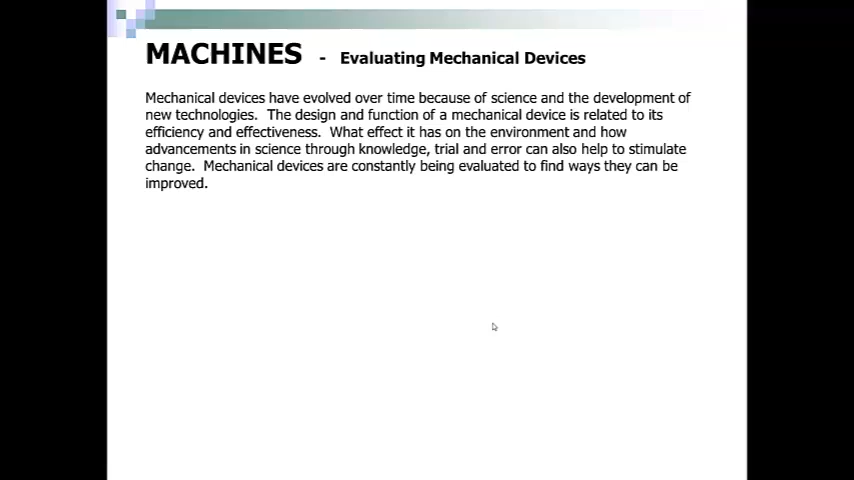 MACHINES - Evaluating Mechanical Devices
Mechanical devices have evolved over time because of science and the development of
new technologies. The design and function of a mechanical device is related to its
efficiency and effectiveness. What effect it has on the environment and how
advancements in science through knowledge, trial and error can also help to stimulate
change. Mechanical devices are constantly being evaluated to find ways they can be
improved.